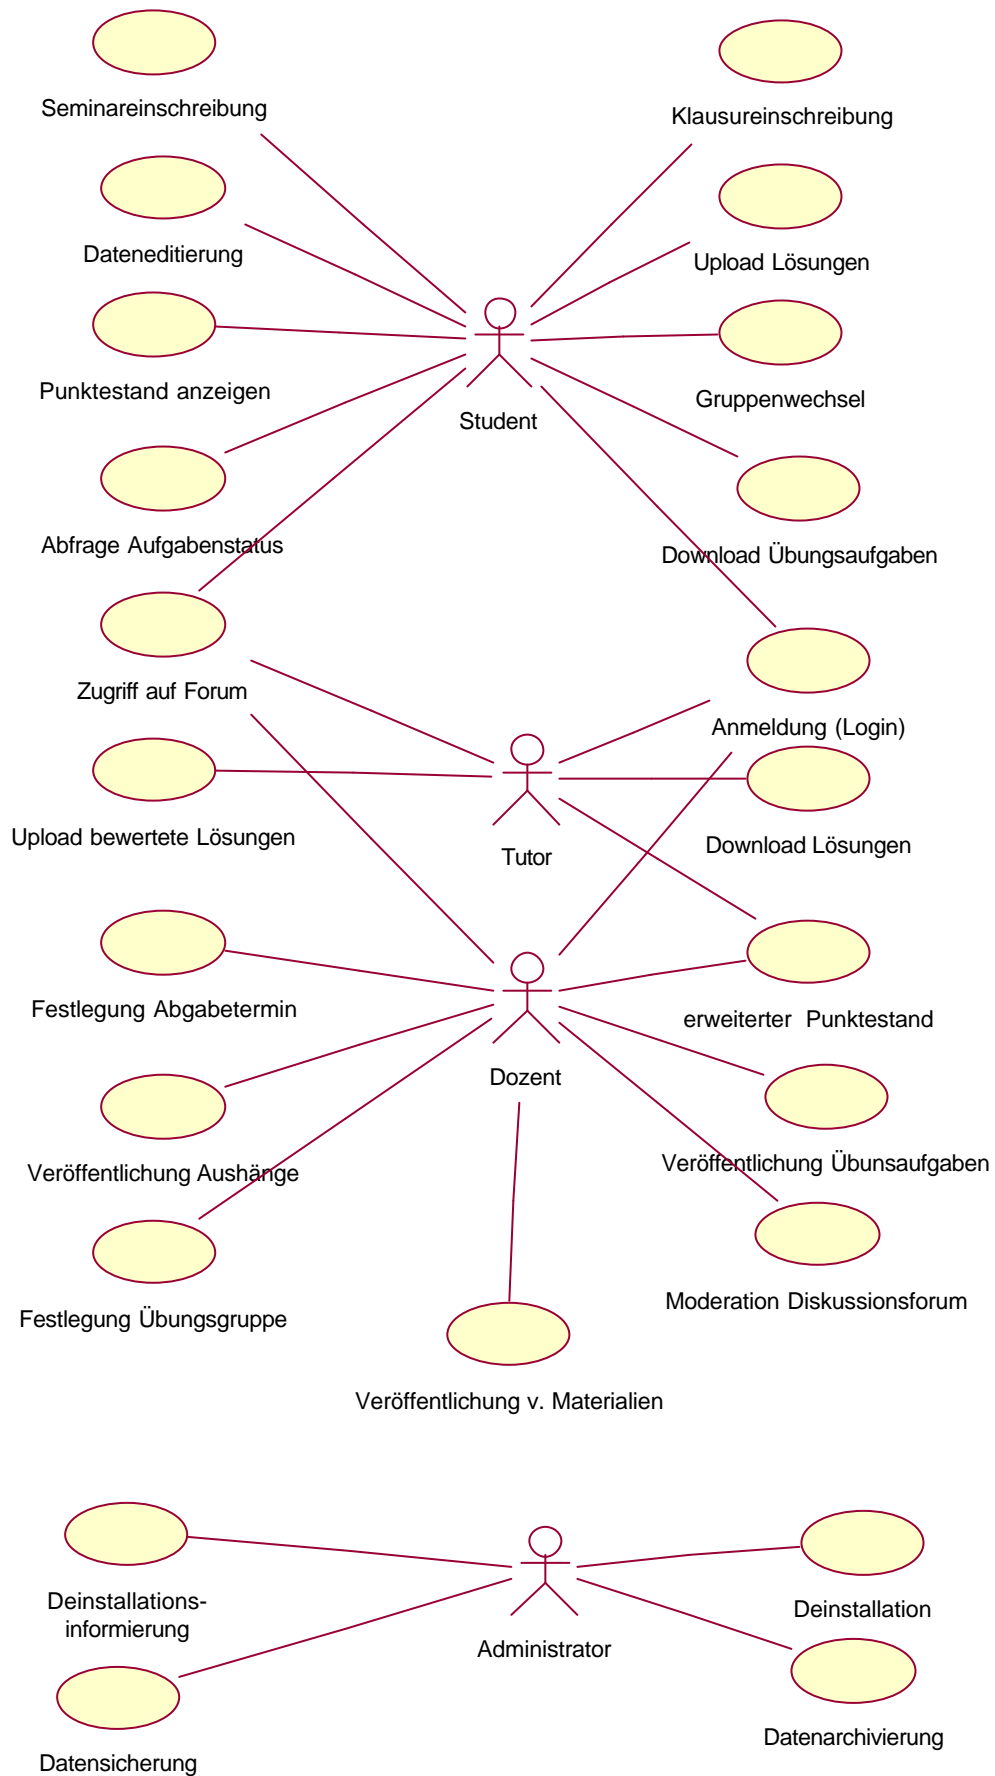 Seminareinschreibung
Klausureinschreibung
Dateneditierung
Upload Lösungen
Punktestand anzeigen
Gruppenwechsel
Student
Abfrage Aufgabenstatus
Download Übungsaufgaben
Zugriff auf Forum
Anmeldung (Login)
Upload bewertete Lösungen
Tutor
Download Lösungen
Festlegung Abgabetermin
erweiterter Punktestand
Dozent
Veröffentlichung Aushänge
Veröffentlichung Übunsaufgaben
Festlegung Übungsgruppe
Moderation Diskussionsforum
Veröffentlichung v. Materialien
Deinstallations-
informierung
Deinstallation
Administrator
Datensicherung
Datenarchivierung